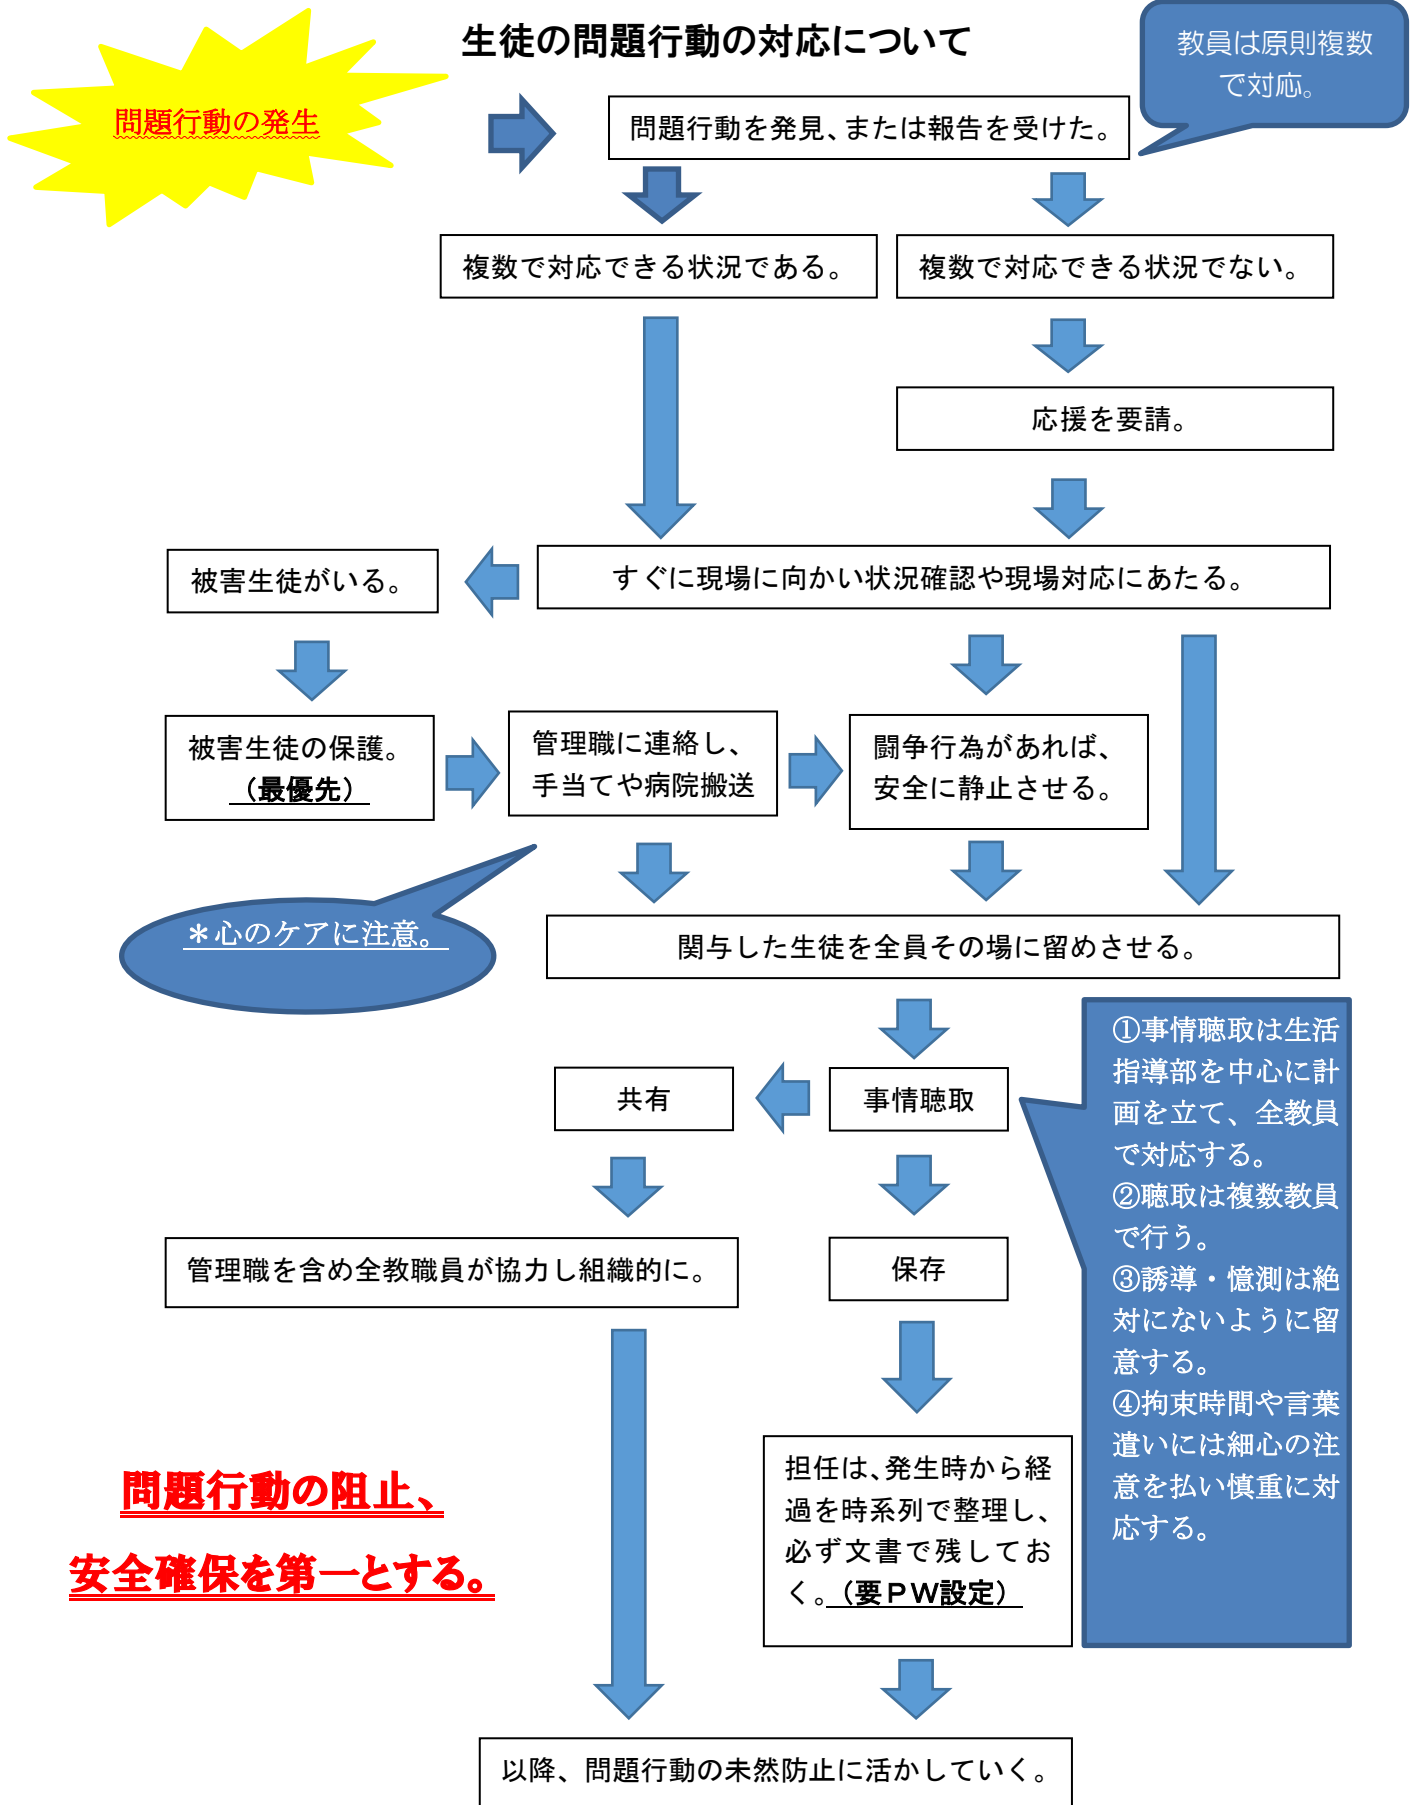 生徒の問題行動の対応について
教員は原則複数
で対応。
問題行動の発生
問題行動を発見、または報告を受けた。
複数で対応できる状況である。
複数で対応できる状況でない。
応援を要請。
すぐに現場に向かい状況確認や現場対応にあたる。
被害生徒がいる。
被害生徒の保護。
（最優先）
管理職に連絡し、
手当てや病院搬送
闘争行為があれば、
安全に静止させる。
＊心のケアに注意。
関与した生徒を全員その場に留めさせる。
共有
事情聴取
①事情聴取は生活
指導部を中心に計
画を立て、全教員
で対応する。
②聴取は複数教員
で行う。
③誘導・憶測は絶
対にないように留
意する。
④拘束時間や言葉
遣いには細心の注
意を払い慎重に対
応する。
管理職を含め全教職員が協力し組織的に。
保存
担任は、発生時から経
過を時系列で整理し、
必ず文書で残してお
く。（要ＰＷ設定）
問題行動の阻止、
安全確保を第一とする。
以降、問題行動の未然防止に活かしていく。